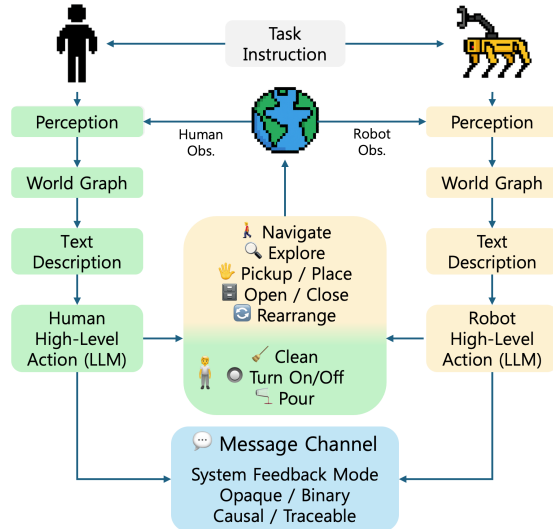 Task
Instruction
Perception
Human
Obs.
Robot
Obs.
Perception
World Graph
World Graph
Text
Description
Text
Description
Navigate
Explore
Pickup / Place
Open / Close
Rearrange
Human
High-Level
Action (LLM)
Robot
High-Level
Action (LLM)
Clean
Turn On/Off
Pour
Message Channel
System Feedback Mode
Opaque / Binary
Causal / Traceable